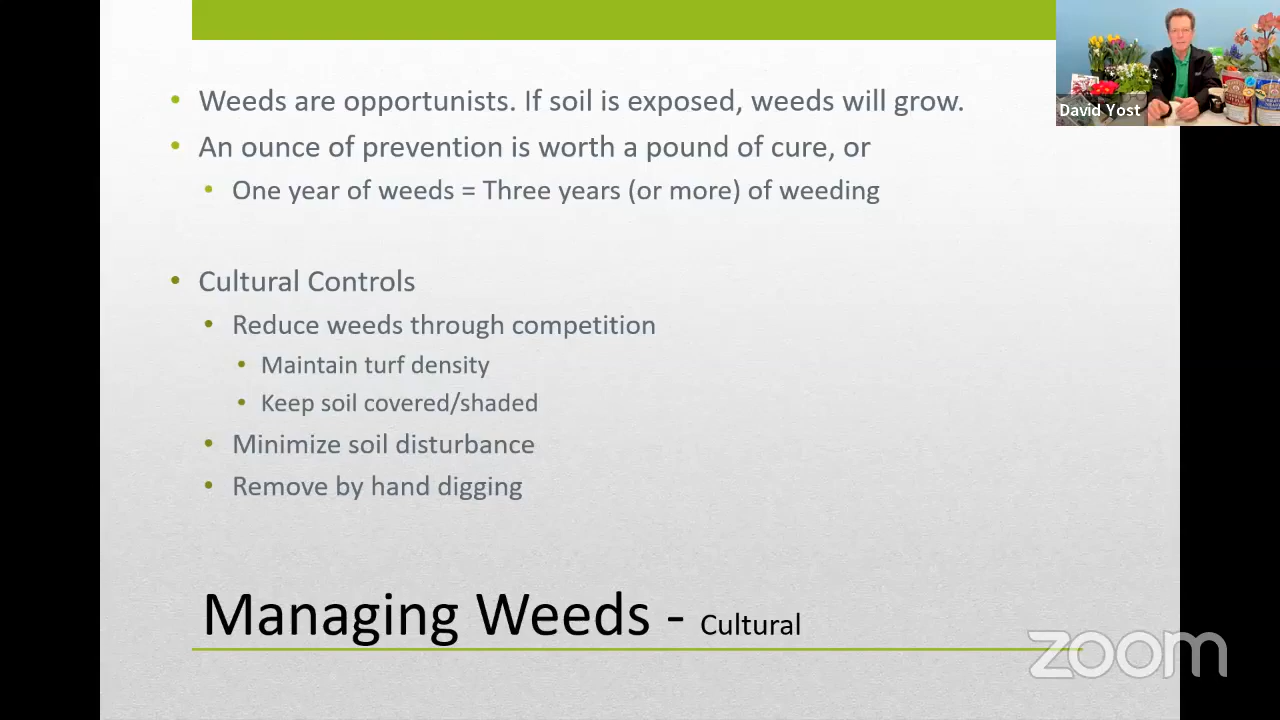 Weeds are opportunists. If soil is exposed, weeds will grow.
An ounce of prevention is worth a pound of cure, or
One year of weeds = Three years (or more) of weeding
Cultural Controls
Reduce weeds through competition
Maintain turf density
Keep soil covered/shaded
Minimize soil disturbance
Remove by hand digging
Managing Weeds - Cultural
David Yost
zoom